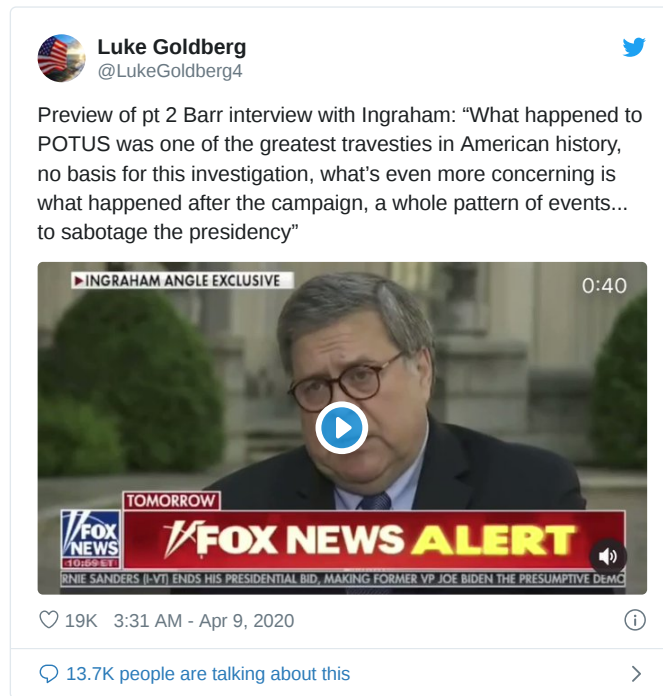 Luke Goldberg
@LukeGoldberg4
Preview of pt 2 Barr interview with Ingraham: “What happened to
POTUS was one of the greatest travesties in American history,
no basis for this investigation, what’s even more concerning is
what happened after the campaign, a whole pattern of events...
to sabotage the presidency”
INGRAHAM ANGLE EXCLUSIVE
0:40
TOMORROW
FOX NEWS ALERT
FOX
NEWS
10:59 ET
RNIE SANDERS (I-VT) ENDS HIS PRESIDENTIAL BID, MAKING FORMER VP JOE BIDEN THE PRESUMPTIVE DEMO
19K 3:31 AM - Apr 9, 2020
13.7K people are talking about this